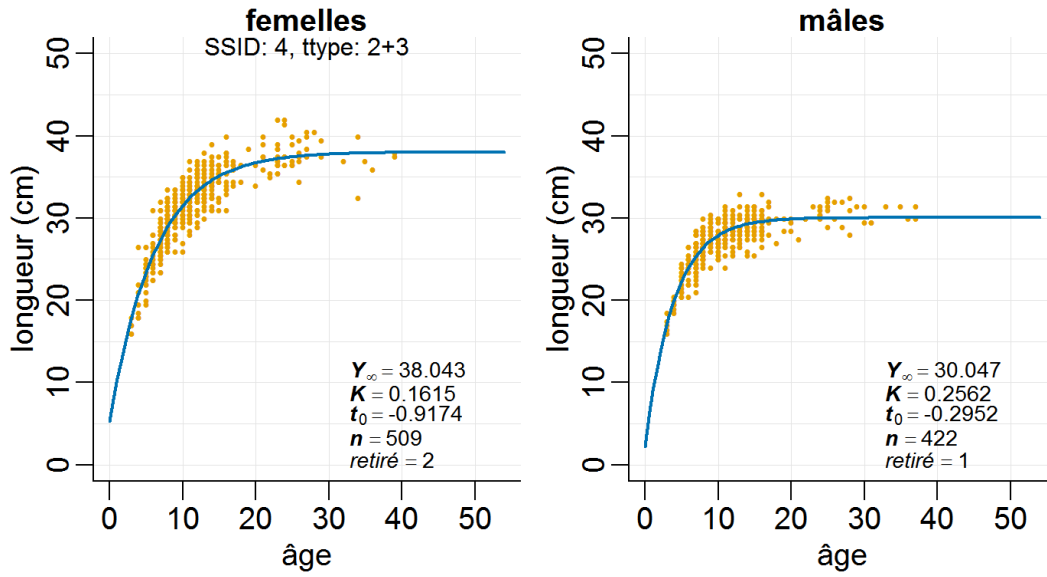 femelles
SSID: 4, ttype: 2+3
50
40
30
20
10
0
longueur (cm)
Y∞ = 38.043
K = 0.1615
t0 = -0.9174
n = 509
retiré = 2
0 10 20 30 40 50
âge
mâles
50
40
30
20
10
0
longueur (cm)
Y∞ = 30.047
K = 0.2562
t0 = -0.2952
n = 422
retiré = 1
0 10 20 30 40 50
âge